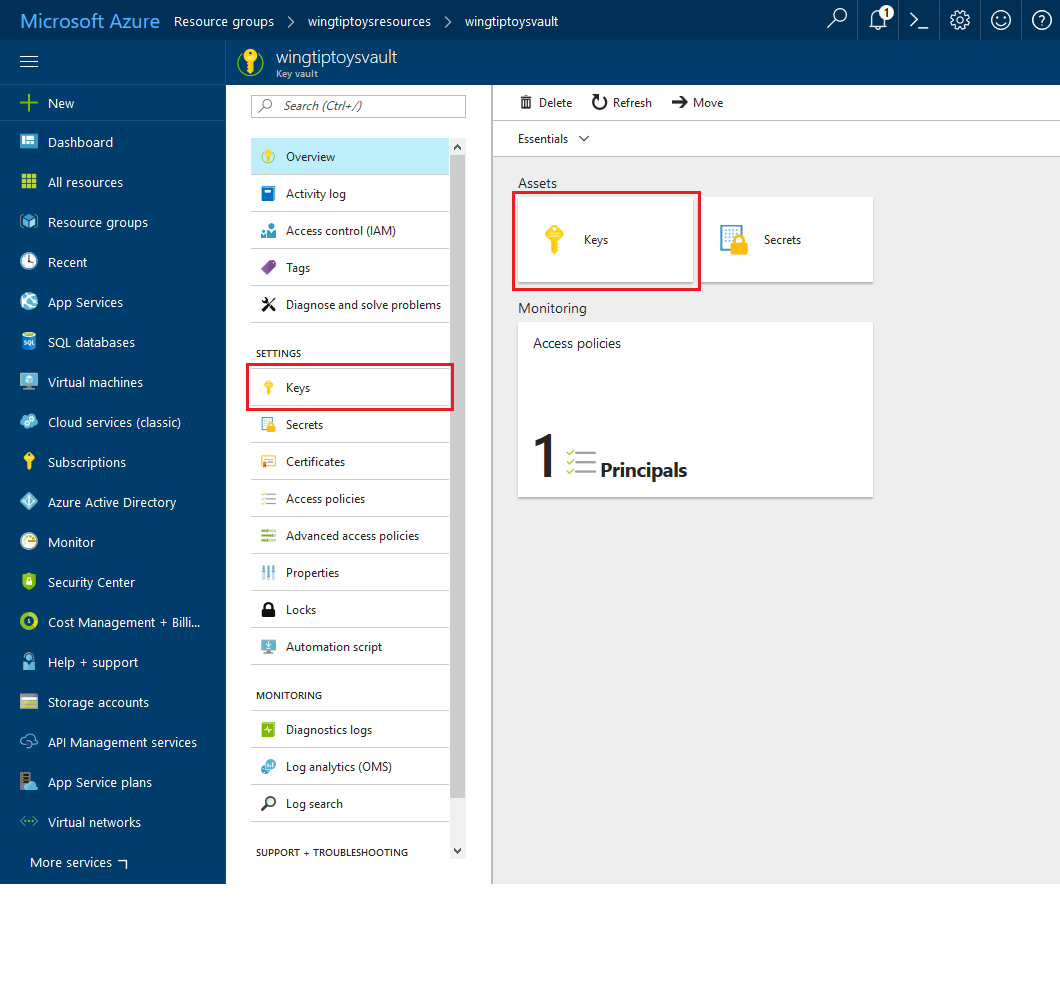 Microsoft Azure Resource groups > wingtiptoysresources > wingtiptoysvault
1
wingtiptoysvault
Key vault
New
Dashboard
All resources
Resource groups
Recent
App Services
SQL databases
SQL
Virtual machines
Cloud services (classic)
Subscriptions
Azure Active Directory
Monitor
Security Center
Cost Management + Billi...
Help + support
Storage accounts
API Management services
App Service plans
Virtual networks
More services
Search (Ctrl+/)
Overview
Activity log
Access control (IAM)
Tags
Diagnose and solve problems
SETTINGS
Keys
Secrets
Certificates
Access policies
Advanced access policies
Properties
Locks
Automation script
MONITORING
Diagnostics logs
Log analytics (OMS)
Log search
SUPPORT + TROUBLESHOOTING
Delete Refresh Move
Essentials
Assets
Keys Secrets
Monitoring
Access policies
1 Principals